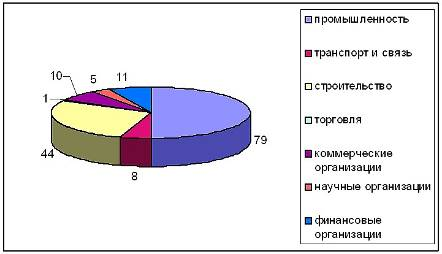 10
5
11
1
79
44
8
промышленность
транспорт и связь
строительство
торговля
коммерческие
организации
научные организации
финансовые
организации